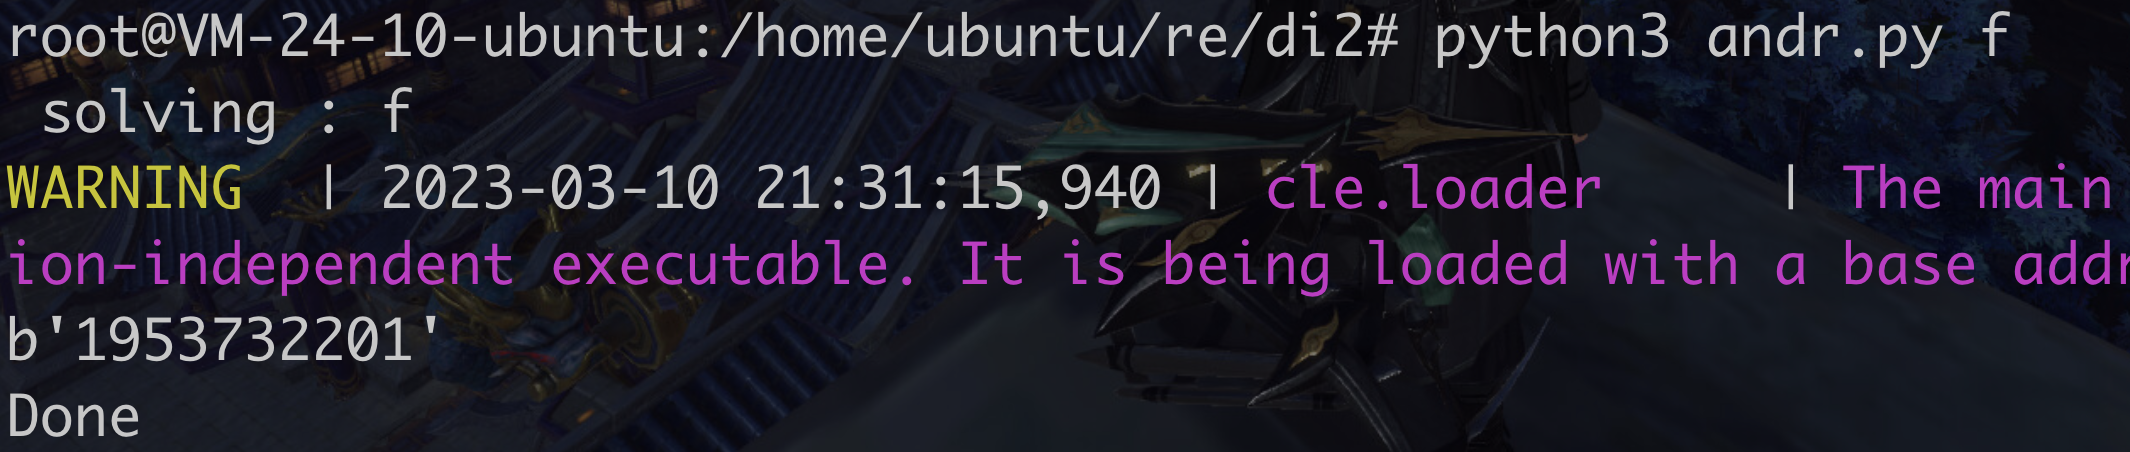 root@VM-24-10-ubuntu:/home/ubuntu/re/di2# python3 andr.py f
 solving : f
WARNING  | 2023-03-10 21:31:15,940 | cle.loader     | The main
ion-independent executable. It is being loaded with a base addr
b'1953732201'
Done